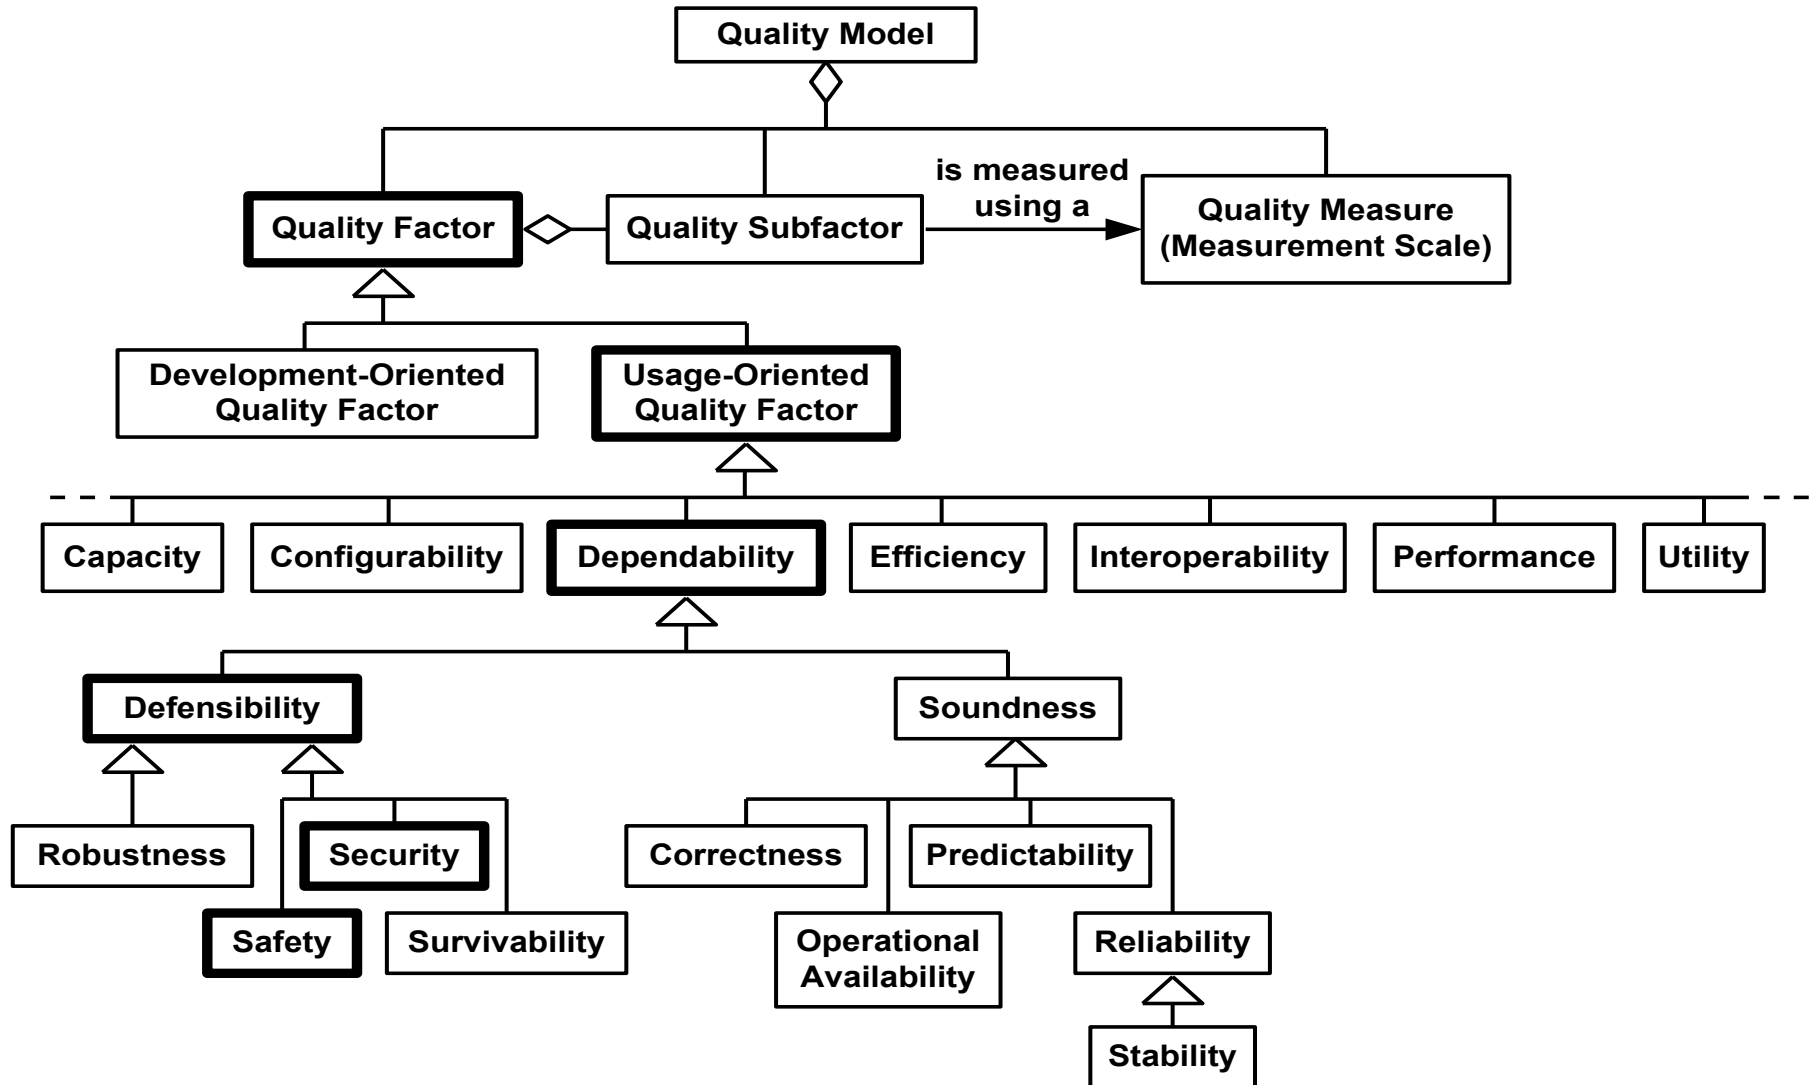 Quality Model
is measured
using a
Quality Factor
Quality Subfactor
Quality Measure
(Measurement Scale)
Development-Oriented
Quality Factor
Usage-Oriented
Quality Factor
Capacity
Configurability
Dependability
Efficiency
Interoperability
Performance
Utility
Defensibility
Soundness
Robustness
Security
Correctness
Predictability
Safety
Survivability
Operational
Availability
Reliability
Stability